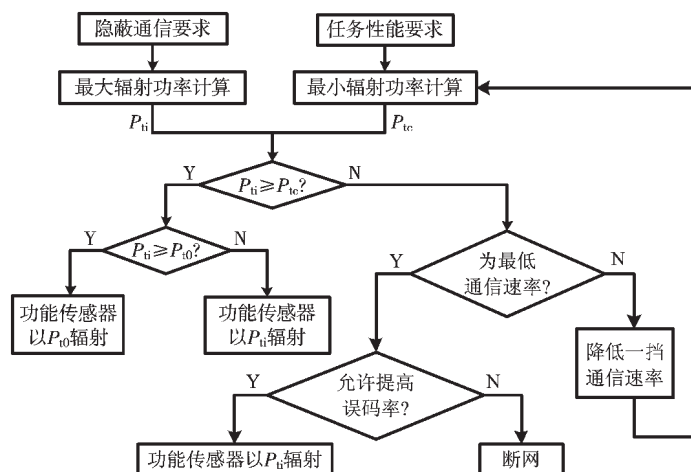 隐蔽通信要求
任务性能要求
最大辐射功率计算
最小辐射功率计算
Pti
Ptc
Y
Pti≥Ptc?
N
Y
Pti≥Pt0?
N
Y
为最低
通信速率?
N
功能传感器
以Pt0辐射
功能传感器
以Pti辐射
降低一挡
通信速率
Y
允许提高
误码率?
N
功能传感器以Pti辐射
断网